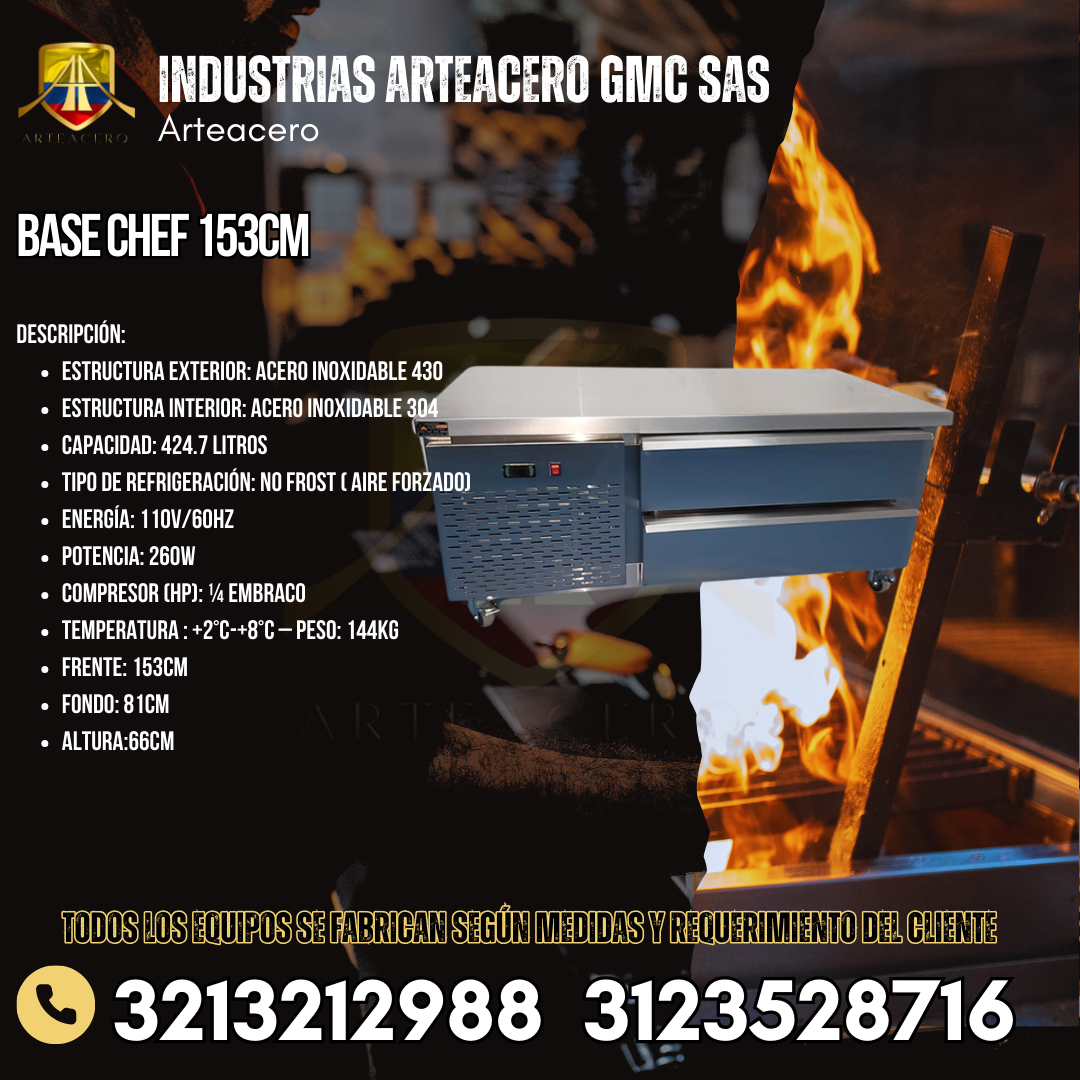 ARTEACERO
INDUSTRIAS ARTEACERO GMC SAS
Arteacero
BASE CHEF 153CM
DESCRIPCIÓN:
• ESTRUCTURA EXTERIOR: ACERO INOXIDABLE 430
• ESTRUCTURA INTERIOR: ACERO INOXIDABLE 304
• CAPACIDAD: 424.7 LITROS
• TIPO DE REFRIGERACIÓN: NO FROST ( AIRE FORZADO)
• ENERGÍA: 110V/60HZ
• POTENCIA: 260W
• COMPRESOR (HP): ¼ EMBRACO
• TEMPERATURA : +2°C-+8°C – PESO: 144KG
• FRENTE: 153CM
• FONDO: 81CM
• ALTURA:66CM
ARTEACERO
TODOS LOS EQUIPOS SE FABRICAN SEGÚN MEDIDAS Y REQUERIMIENTO DEL CLIENTE
3213212988 3123528716